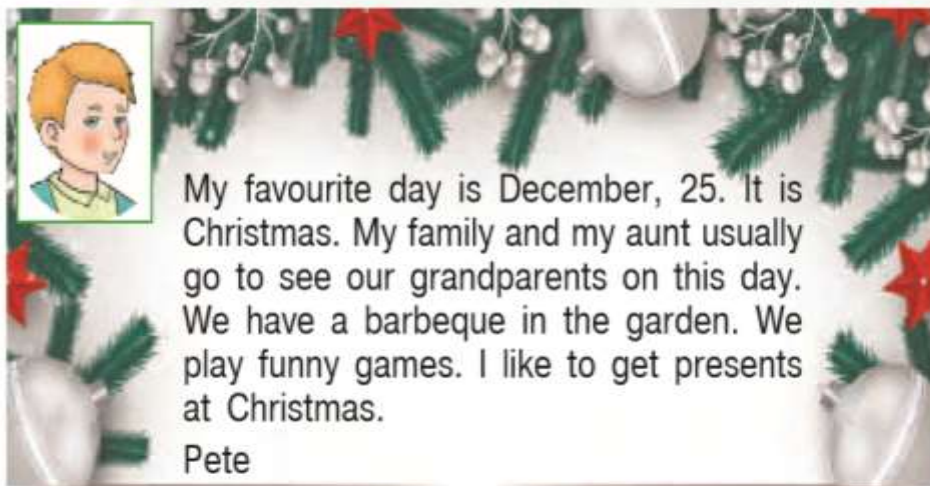 My favourite day is December, 25. It is
Christmas. My family and my aunt usually
go to see our grandparents on this day.
We have a barbeque in the garden. We
play funny games. I like to get presents
at Christmas.
Pete